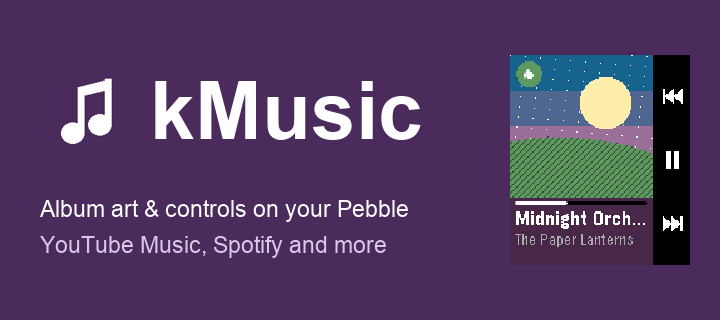 kMusic
Album art & controls on your Pebble
YouTube Music, Spotify and more
Midnight Orch...
The Paper Lanterns